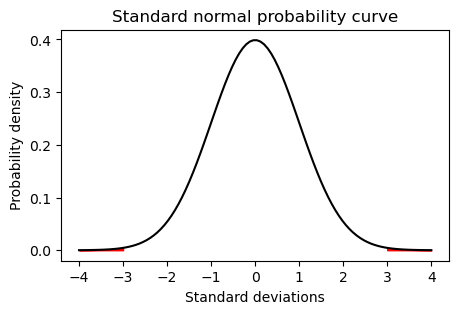 Standard normal probability curve
Probability density
0.4
0.3
0.2
0.1
0.0
−4 −3 −2 −1 0 1 2 3 4
Standard deviations